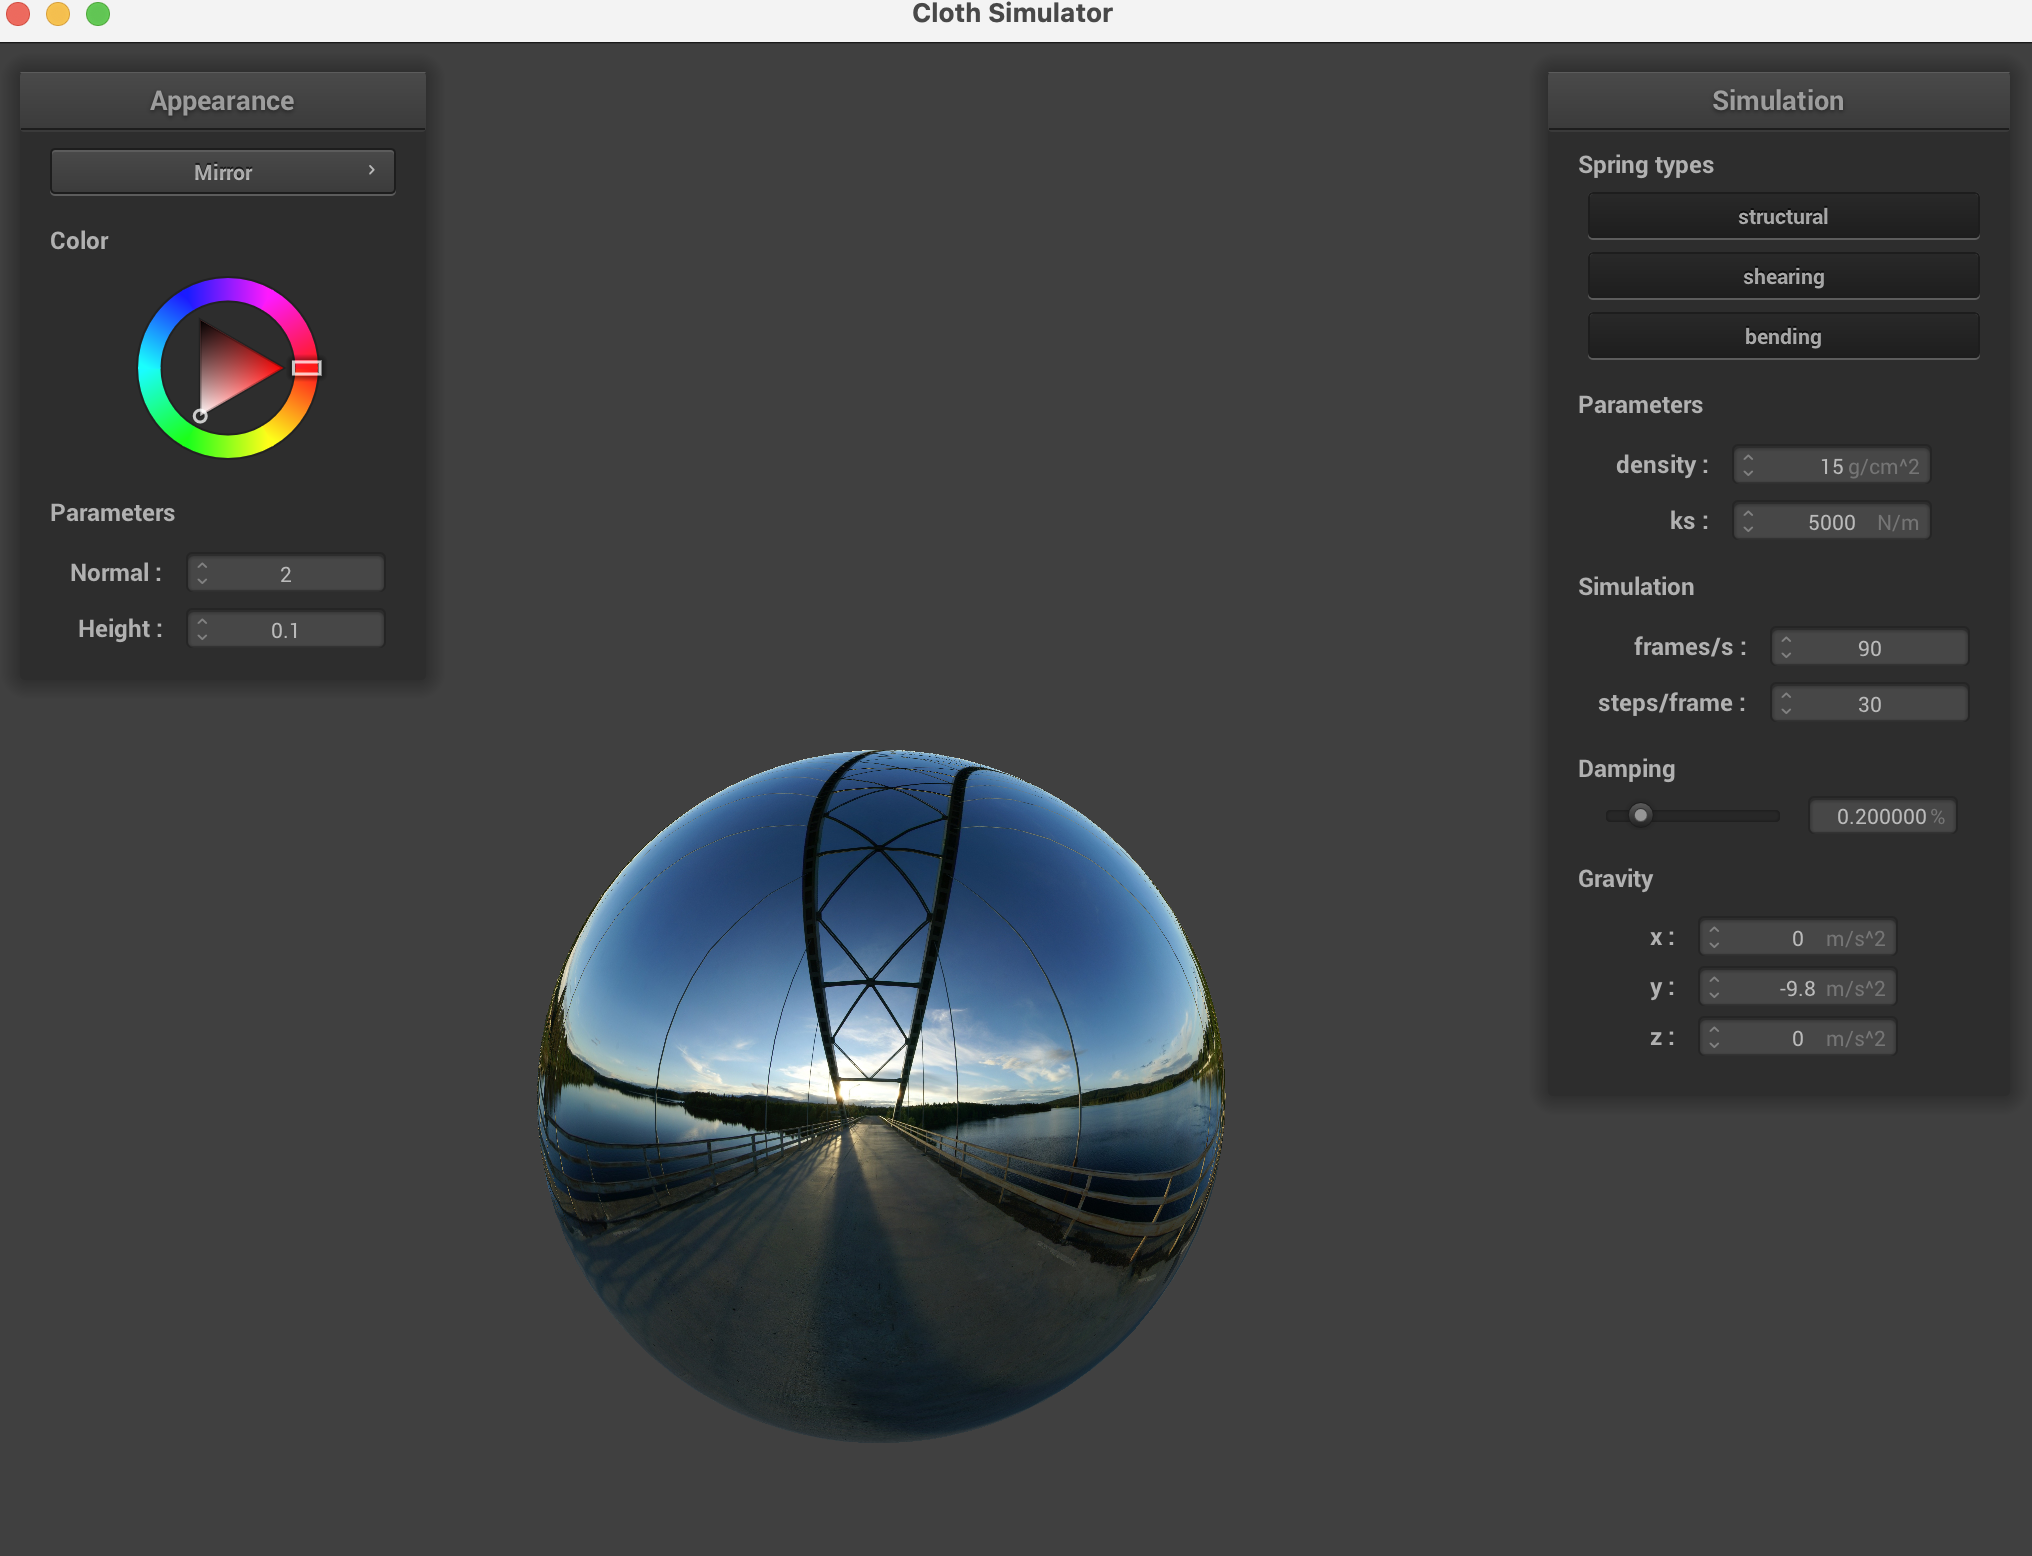 Cloth Simulator
Appearance
Mirror
Color
Parameters
Normal : 2
Height : 0.1
Simulation
Spring types
structural
shearing
bending
Parameters
density : 15 g/cm^2
ks : 5000 N/m
Simulation
frames/s : 90
steps/frame : 30
Damping
0.200000 %
Gravity
x : 0 m/s^2
y : -9.8 m/s^2
z : 0 m/s^2